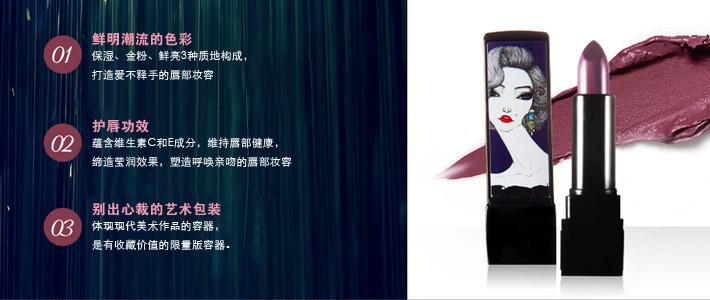 01
鲜明潮流的色彩
保湿、金粉、鲜亮3种质地构成，
打造爱不释手的唇部妆容
02
护唇功效
蕴含维生素C和E成分，维持唇部健康，
缔造莹润效果，塑造呼唤亲吻的唇部妆容
03
别出心裁的艺术包装
体现现代美术作品的容器，
是有收藏价值的限量版容器。